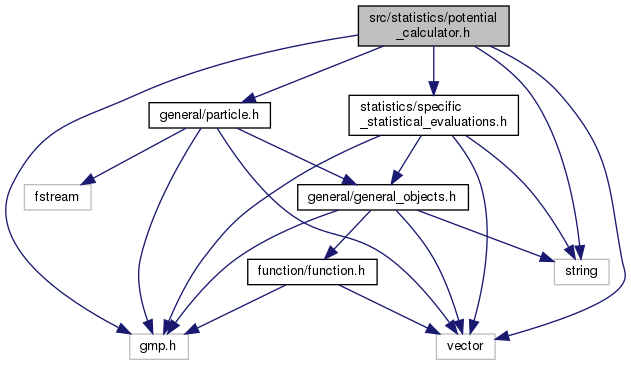 src/statistics/potential
_calculator.h
general/particle.h
statistics/specific
_statistical_evaluations.h
fstream
general/general_objects.h
function/function.h
string
gmp.h
vector